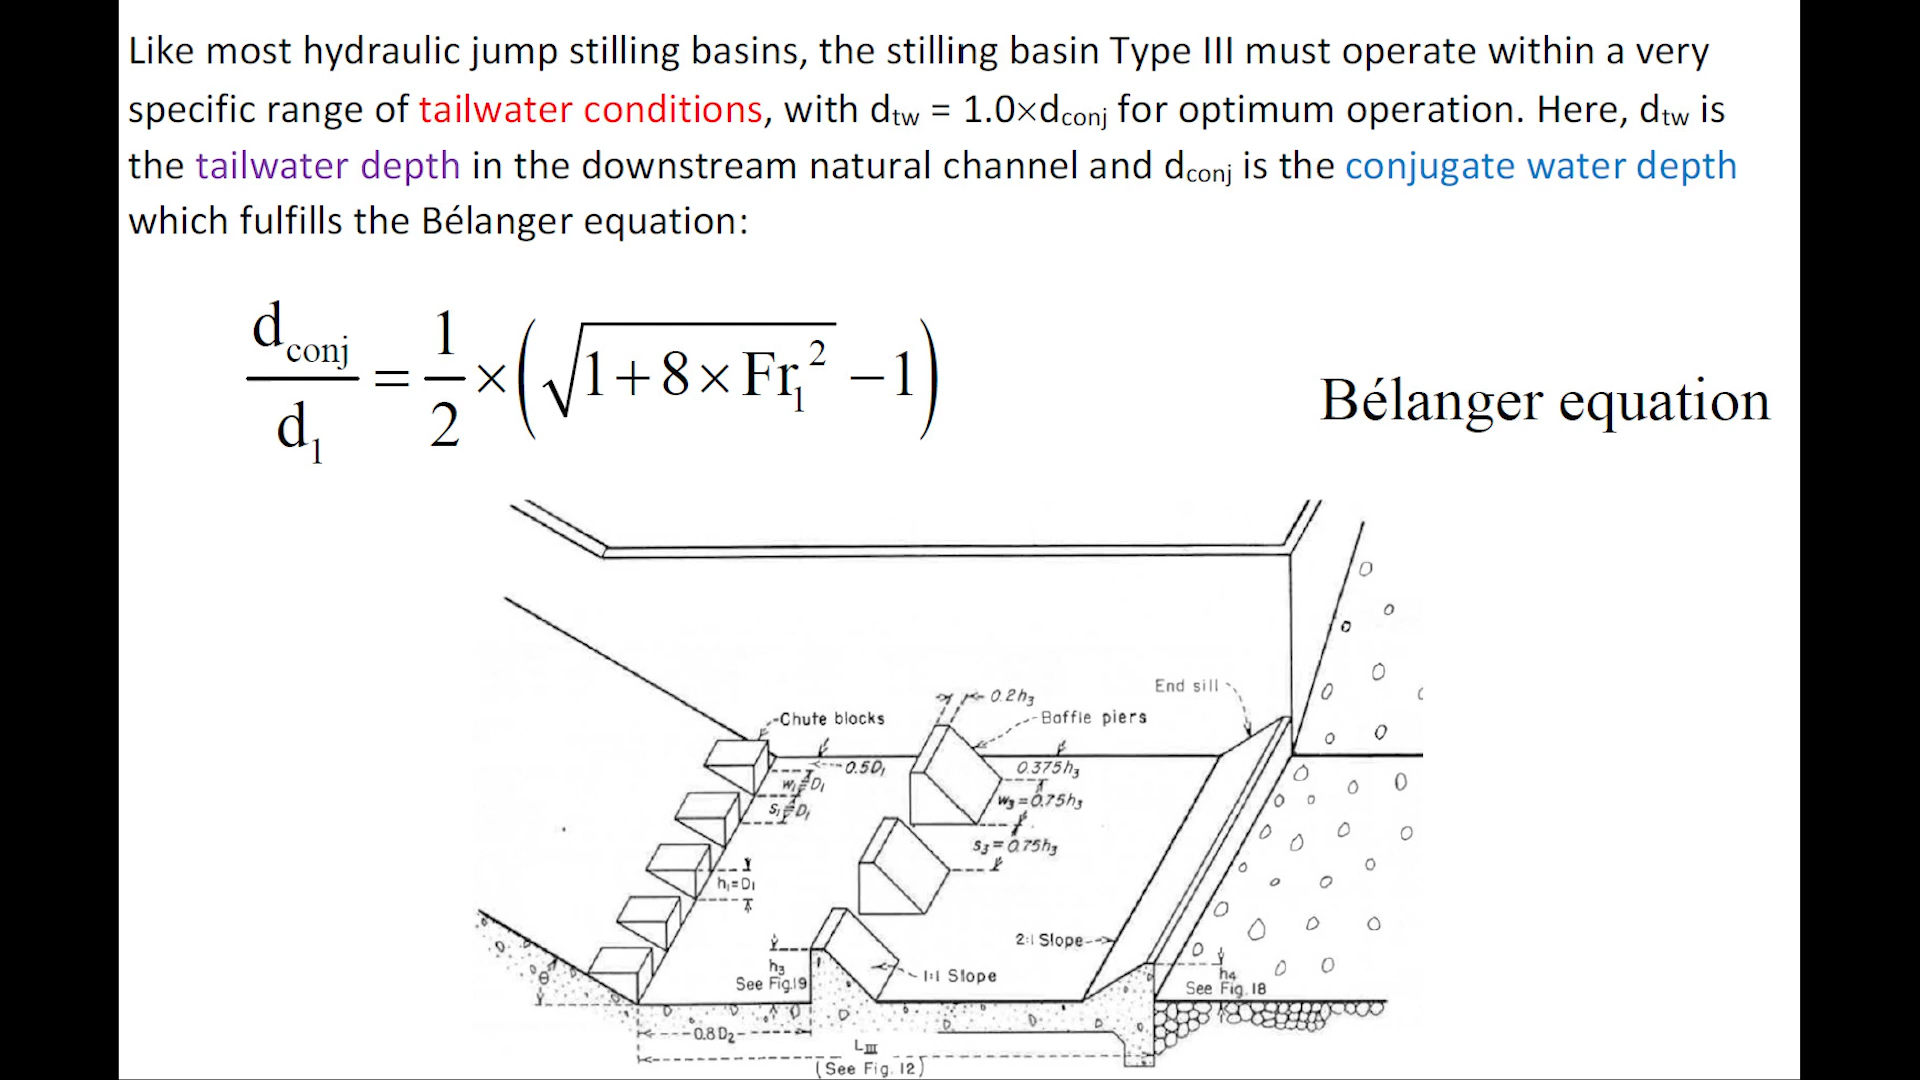 Like most hydraulic jump stilling basins, the stilling basin Type III must operate within a very
specific range of tailwater conditions, with dtw = 1.0×dconj for optimum operation. Here, dtw is
the tailwater depth in the downstream natural channel and dconj is the conjugate water depth
which fulfills the Bélanger equation:
dconj / d1 = 1/2 × (√(1+8×Fr1²) −1)
Bélanger equation
End sill
0.2h3
Chute blocks
Baffle piers
0.5D1
0.375h3
w1=D1
w3=0.75h3
s1=D1
s3=0.75h3
h1=D1
2:1 Slope
h3
See Fig.19
1:1 Slope
h4
See Fig. 18
θ
0.8D2
LIII
(See Fig. 12)